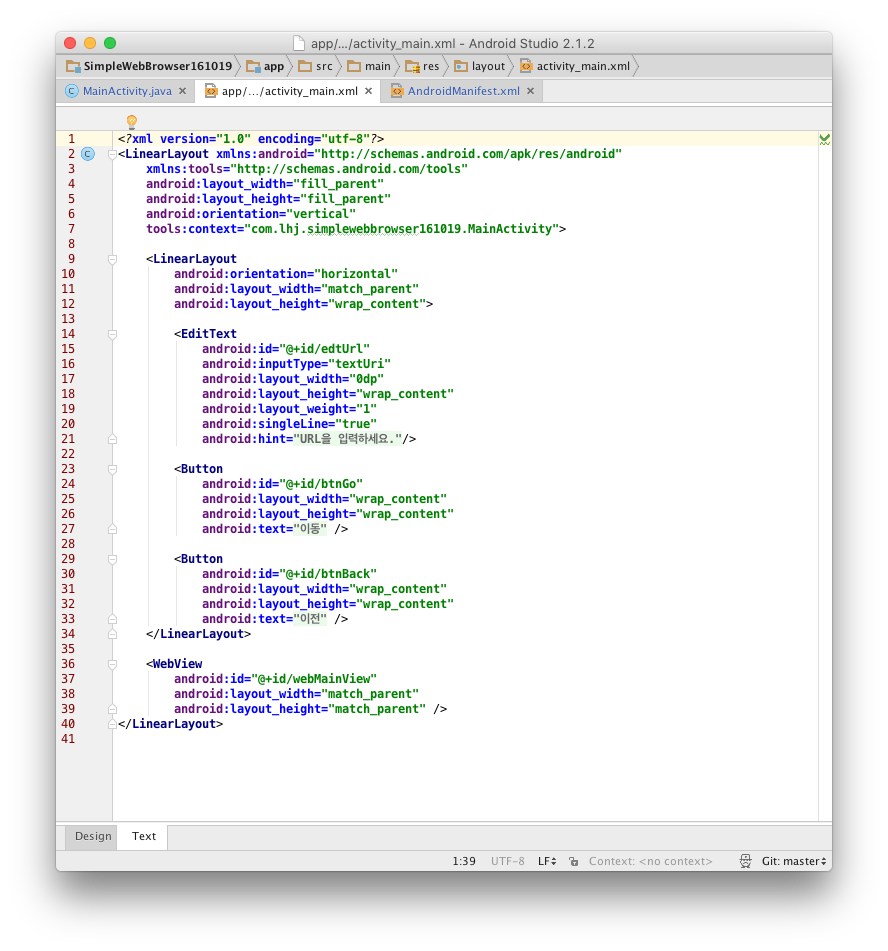 app/.../activity_main.xml - Android Studio 2.1.2
SimpleWebBrowser161019 app src main res layout activity_main.xml
MainActivity.java app/.../activity_main.xml AndroidManifest.xml
1 <?xml version="1.0" encoding="utf-8"?>
2 C <LinearLayout xmlns:android="http://schemas.android.com/apk/res/android"
3 xmlns:tools="http://schemas.android.com/tools"
4 android:layout_width="fill_parent"
5 android:layout_height="fill_parent"
6 android:orientation="vertical"
7 tools:context="com.lhj.simplewebbrowser161019.MainActivity">
8
9 <LinearLayout
10 android:orientation="horizontal"
11 android:layout_width="match_parent"
12 android:layout_height="wrap_content">
13
14 <EditText
15 android:id="@+id/edtUrl"
16 android:inputType="textUri"
17 android:layout_width="0dp"
18 android:layout_height="wrap_content"
19 android:layout_weight="1"
20 android:singleLine="true"
21 android:hint="URL을 입력하세요."/>
22
23 <Button
24 android:id="@+id/btnGo"
25 android:layout_width="wrap_content"
26 android:layout_height="wrap_content"
27 android:text="이동" />
28
29 <Button
30 android:id="@+id/btnBack"
31 android:layout_width="wrap_content"
32 android:layout_height="wrap_content"
33 android:text="이전" />
34 </LinearLayout>
35
36 <WebView
37 android:id="@+id/webMainView"
38 android:layout_width="match_parent"
39 android:layout_height="match_parent" />
40 </LinearLayout>
41
Design Text
1:39 UTF-8 LF Context: <no context> Git: master